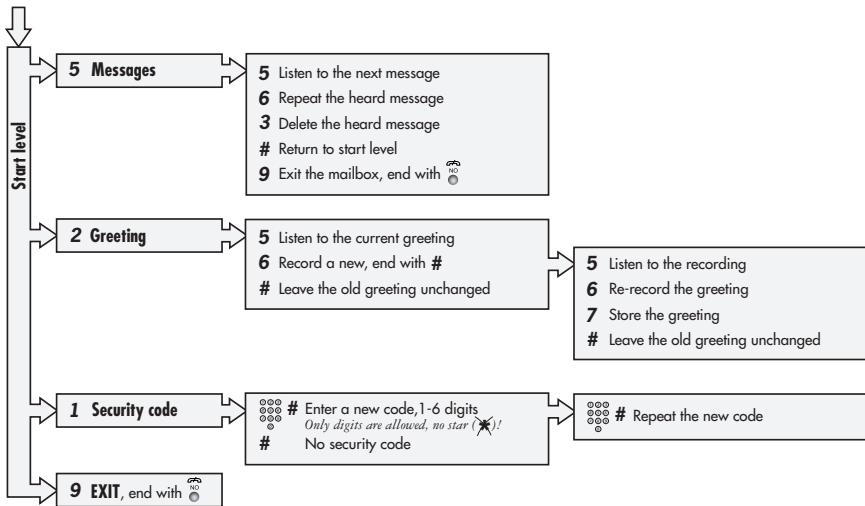 Start level
5 Messages
5 Listen to the next message
6 Repeat the heard message
3 Delete the heard message
# Return to start level
9 Exit the mailbox, end with NO
2 Greeting
5 Listen to the current greeting
6 Record a new, end with #
# Leave the old greeting unchanged
5 Listen to the recording
6 Re-record the greeting
7 Store the greeting
# Leave the old greeting unchanged
1 Security code
# Enter a new code,1-6 digits
Only digits are allowed, no star (*)!
# No security code
# Repeat the new code
9 EXIT, end with NO